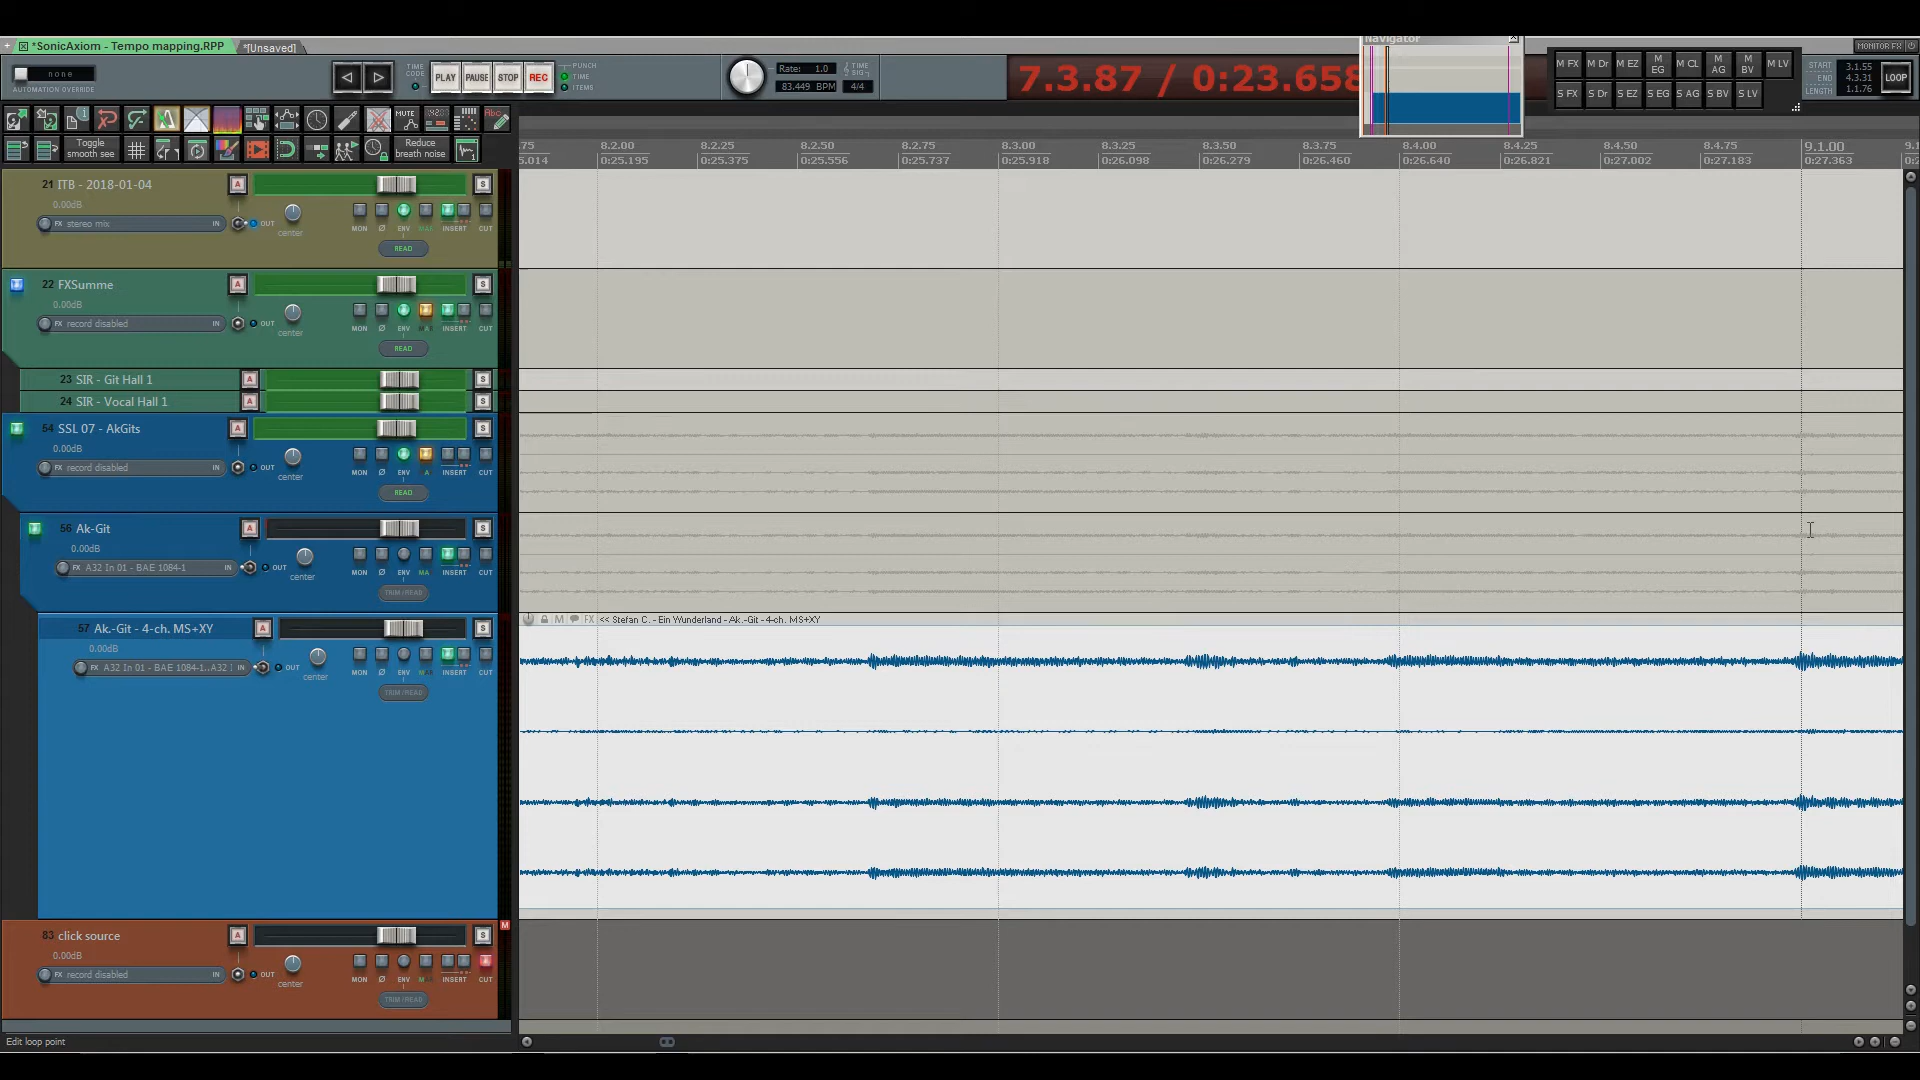 Navigator
*SonicAxiom - Tempo mapping.RPP
*[Unsaved]
MONITOR FX
none
AUTOMATION OVERRIDE
TIME CODE
PLAY
PAUSE
STOP
REC
PUNCH
TIME
ITEMS
Rate: 1.0
83.449 BPM
TIME SIG
4/4
7.3.87 / 0:23.658
M FX
M Dr
M EZ
M EG
M CL
M AG
M BV
M LV
S FX
S Dr
S EZ
S EG
S AG
S BV
S LV
START 3.1.55
END 4.3.31
LENGTH 1.1.76
LOOP
MUTE
Abc
Toggle smooth see
Reduce breath noise
.75 8.2.00 8.2.25 8.2.50 8.2.75 8.3.00 8.3.25 8.3.50 8.3.75 8.4.00 8.4.25 8.4.50 8.4.75 9.1.00
5.014 0:25.195 0:25.375 0:25.556 0:25.737 0:25.918 0:26.098 0:26.279 0:26.460 0:26.640 0:26.821 0:27.002 0:27.183 0:27.363
21 ITB - 2018-01-04 A S
0.00dB
FX stereo mix IN OUT
center
MON Ø ENV MAR INSERT CUT
READ
22 FXSumme A S
0.00dB
FX record disabled IN OUT
center
MON Ø ENV INSERT CUT
READ
23 SIR - Git Hall 1 A S
24 SIR - Vocal Hall 1 A S
54 SSL 07 - AkGits A S
0.00dB
FX record disabled IN OUT
center
MON Ø ENV INSERT CUT
READ
56 Ak-Git A S
0.00dB
FX A32 In 01 - BAE 1084-1 IN OUT
center
MON Ø ENV MA INSERT CUT
TRIM/READ
57 Ak.-Git - 4-ch. MS+XY A S
0.00dB
FX A32 In 01 - BAE 1084-1..A32 IN OUT
center
MON Ø ENV INSERT CUT
TRIM/READ
M FX << Stefan C. - Ein Wunderland - Ak.-Git - 4-ch. MS+XY
83 click source A S M
0.00dB
FX record disabled IN OUT
center
MON Ø ENV INSERT CUT
TRIM/READ
Edit loop point